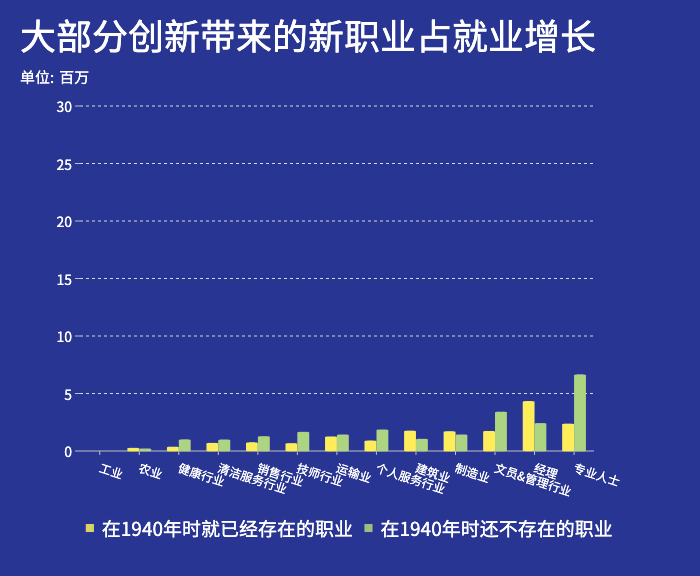 大部分创新带来的新职业占就业增长
单位: 百万
30
25
20
15
10
5
0
工业
农业
健康行业
清洁服务行业
销售行业
技师行业
运输业
个人服务行业
建筑业
制造业
文员&管理行业
经理
专业人士
在1940年时就已经存在的职业
在1940年时还不存在的职业